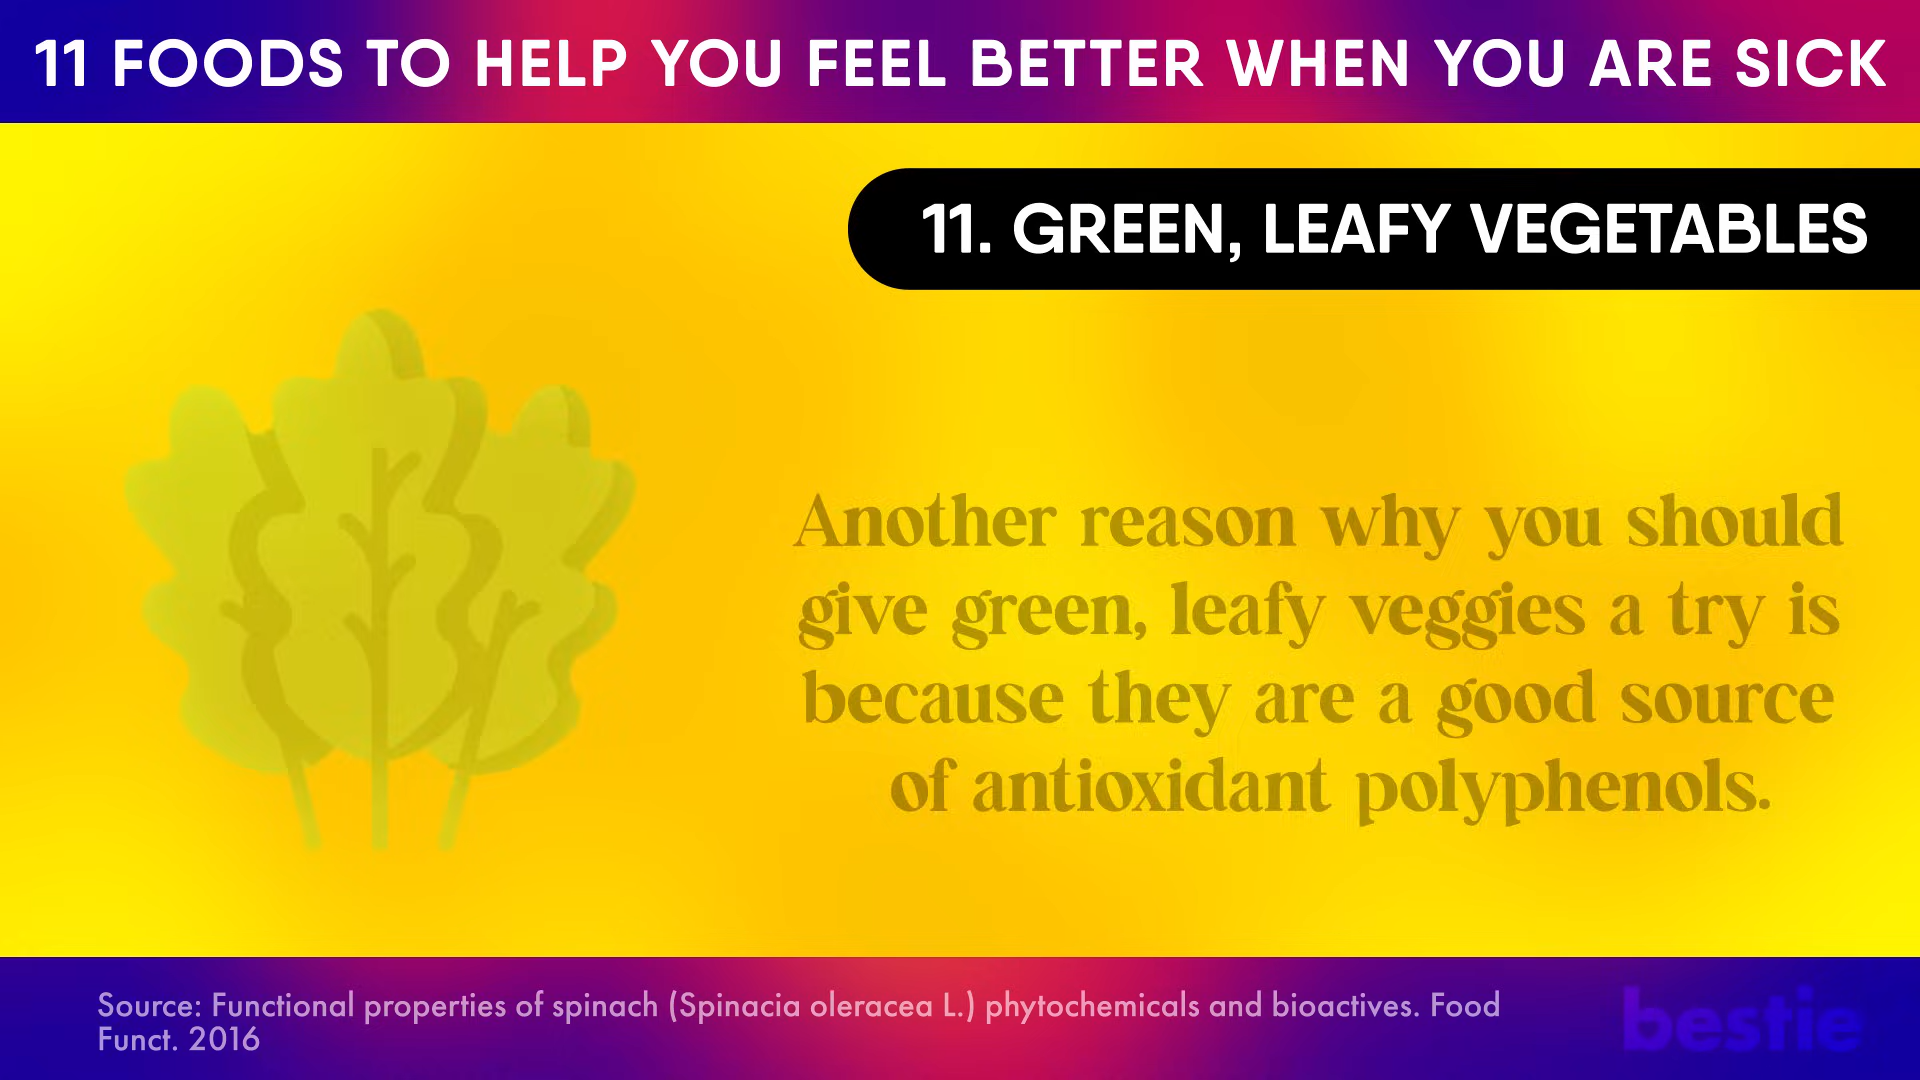 11 FOODS TO HELP YOU FEEL BETTER WHEN YOU ARE SICK
11. GREEN, LEAFY VEGETABLES
Another reason why you should
give green, leafy veggies a try is
because they are a good source
of antioxidant polyphenols.
Source: Functional properties of spinach (Spinacia oleracea L.) phytochemicals and bioactives. Food
Funct. 2016
bestie